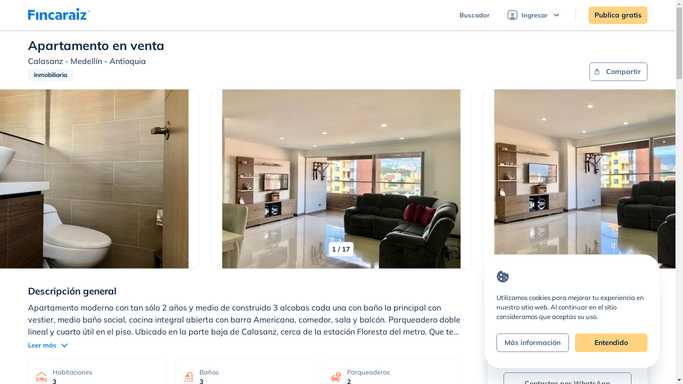 Fincaraiz
Buscador
Ingresar
Publica gratis
Apartamento en venta
Calasanz - Medellín - Antioquia
Inmobiliaria
Compartir
1 / 17
Descripción general
Apartamento moderno con tan sólo 2 años y medio de construido 3 alcobas cada una con baño la principal con
vestier, medio baño social, cocina integral abierta con barra Americana, comedor, sala y balcón. Parqueadero doble
lineal y cuarto útil en el piso. Ubicado en la parte baja de Calasanz, cerca de la estación Floresta del metro. Que te...
Leer más
Habitaciones
3
Baños
3
Parqueaderos
2
Utilizamos cookies para mejorar tu experiencia en
nuestro sitio web. Al continuar en el sitio
consideramos que aceptas su uso.
Más información
Entendido
Contactar por WhatsApp